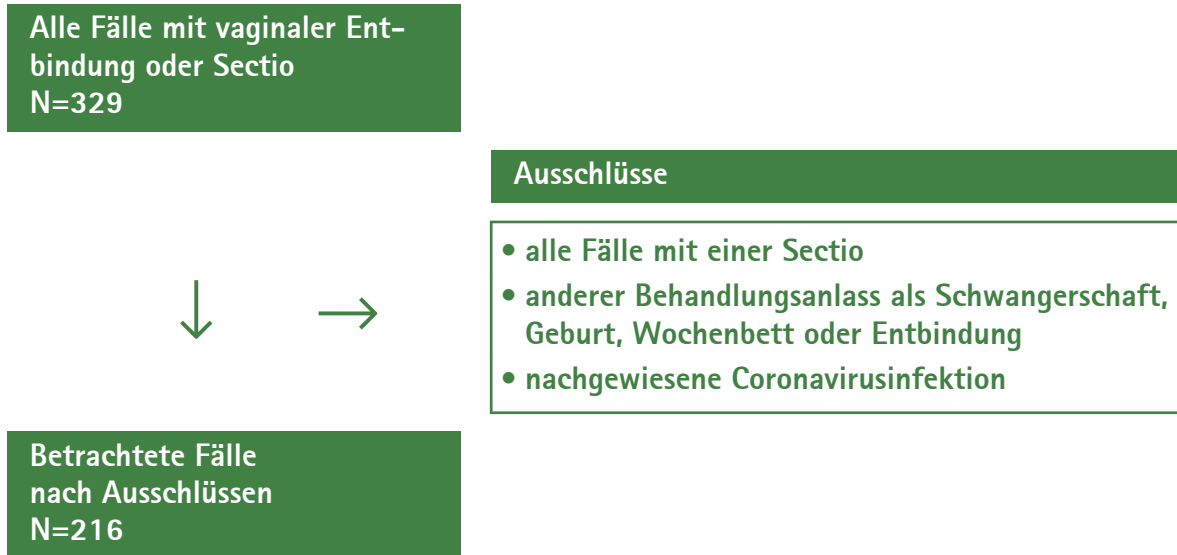 Alle Fälle mit vaginaler Ent-
bindung oder Sectio
N=329
Ausschlüsse
• alle Fälle mit einer Sectio
• anderer Behandlungsanlass als Schwangerschaft,
Geburt, Wochenbett oder Entbindung
• nachgewiesene Coronavirusinfektion
Betrachtete Fälle
nach Ausschlüssen
N=216